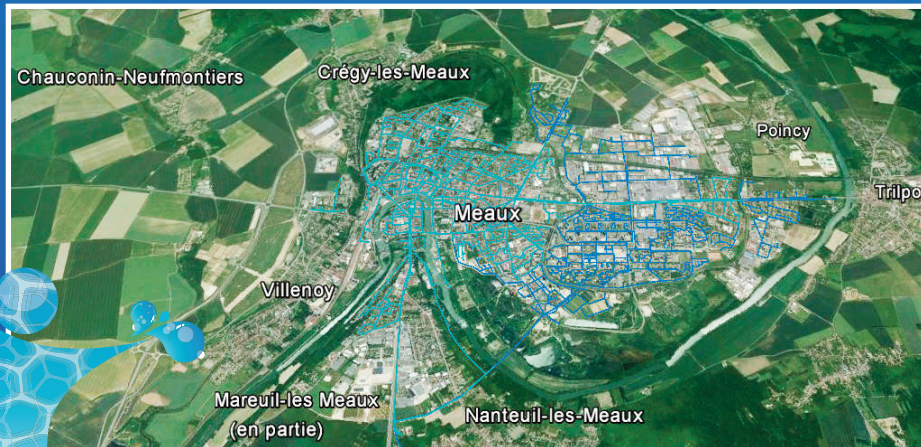 Chauconin-Neufmontiers
Crégy-les-Meaux
Poincy
Trilpo
Meaux
Villenoy
Mareuil-les Meaux
(en partie)
Nanteuil-les-Meaux